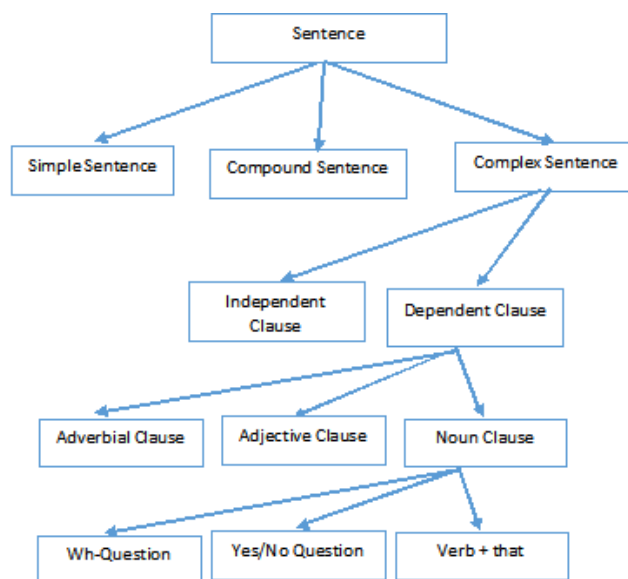 Sentence
Simple Sentence
Compound Sentence
Complex Sentence
Independent
Clause
Dependent Clause
Adverbial Clause
Adjective Clause
Noun Clause
Wh-Question
Yes/No Question
Verb + that